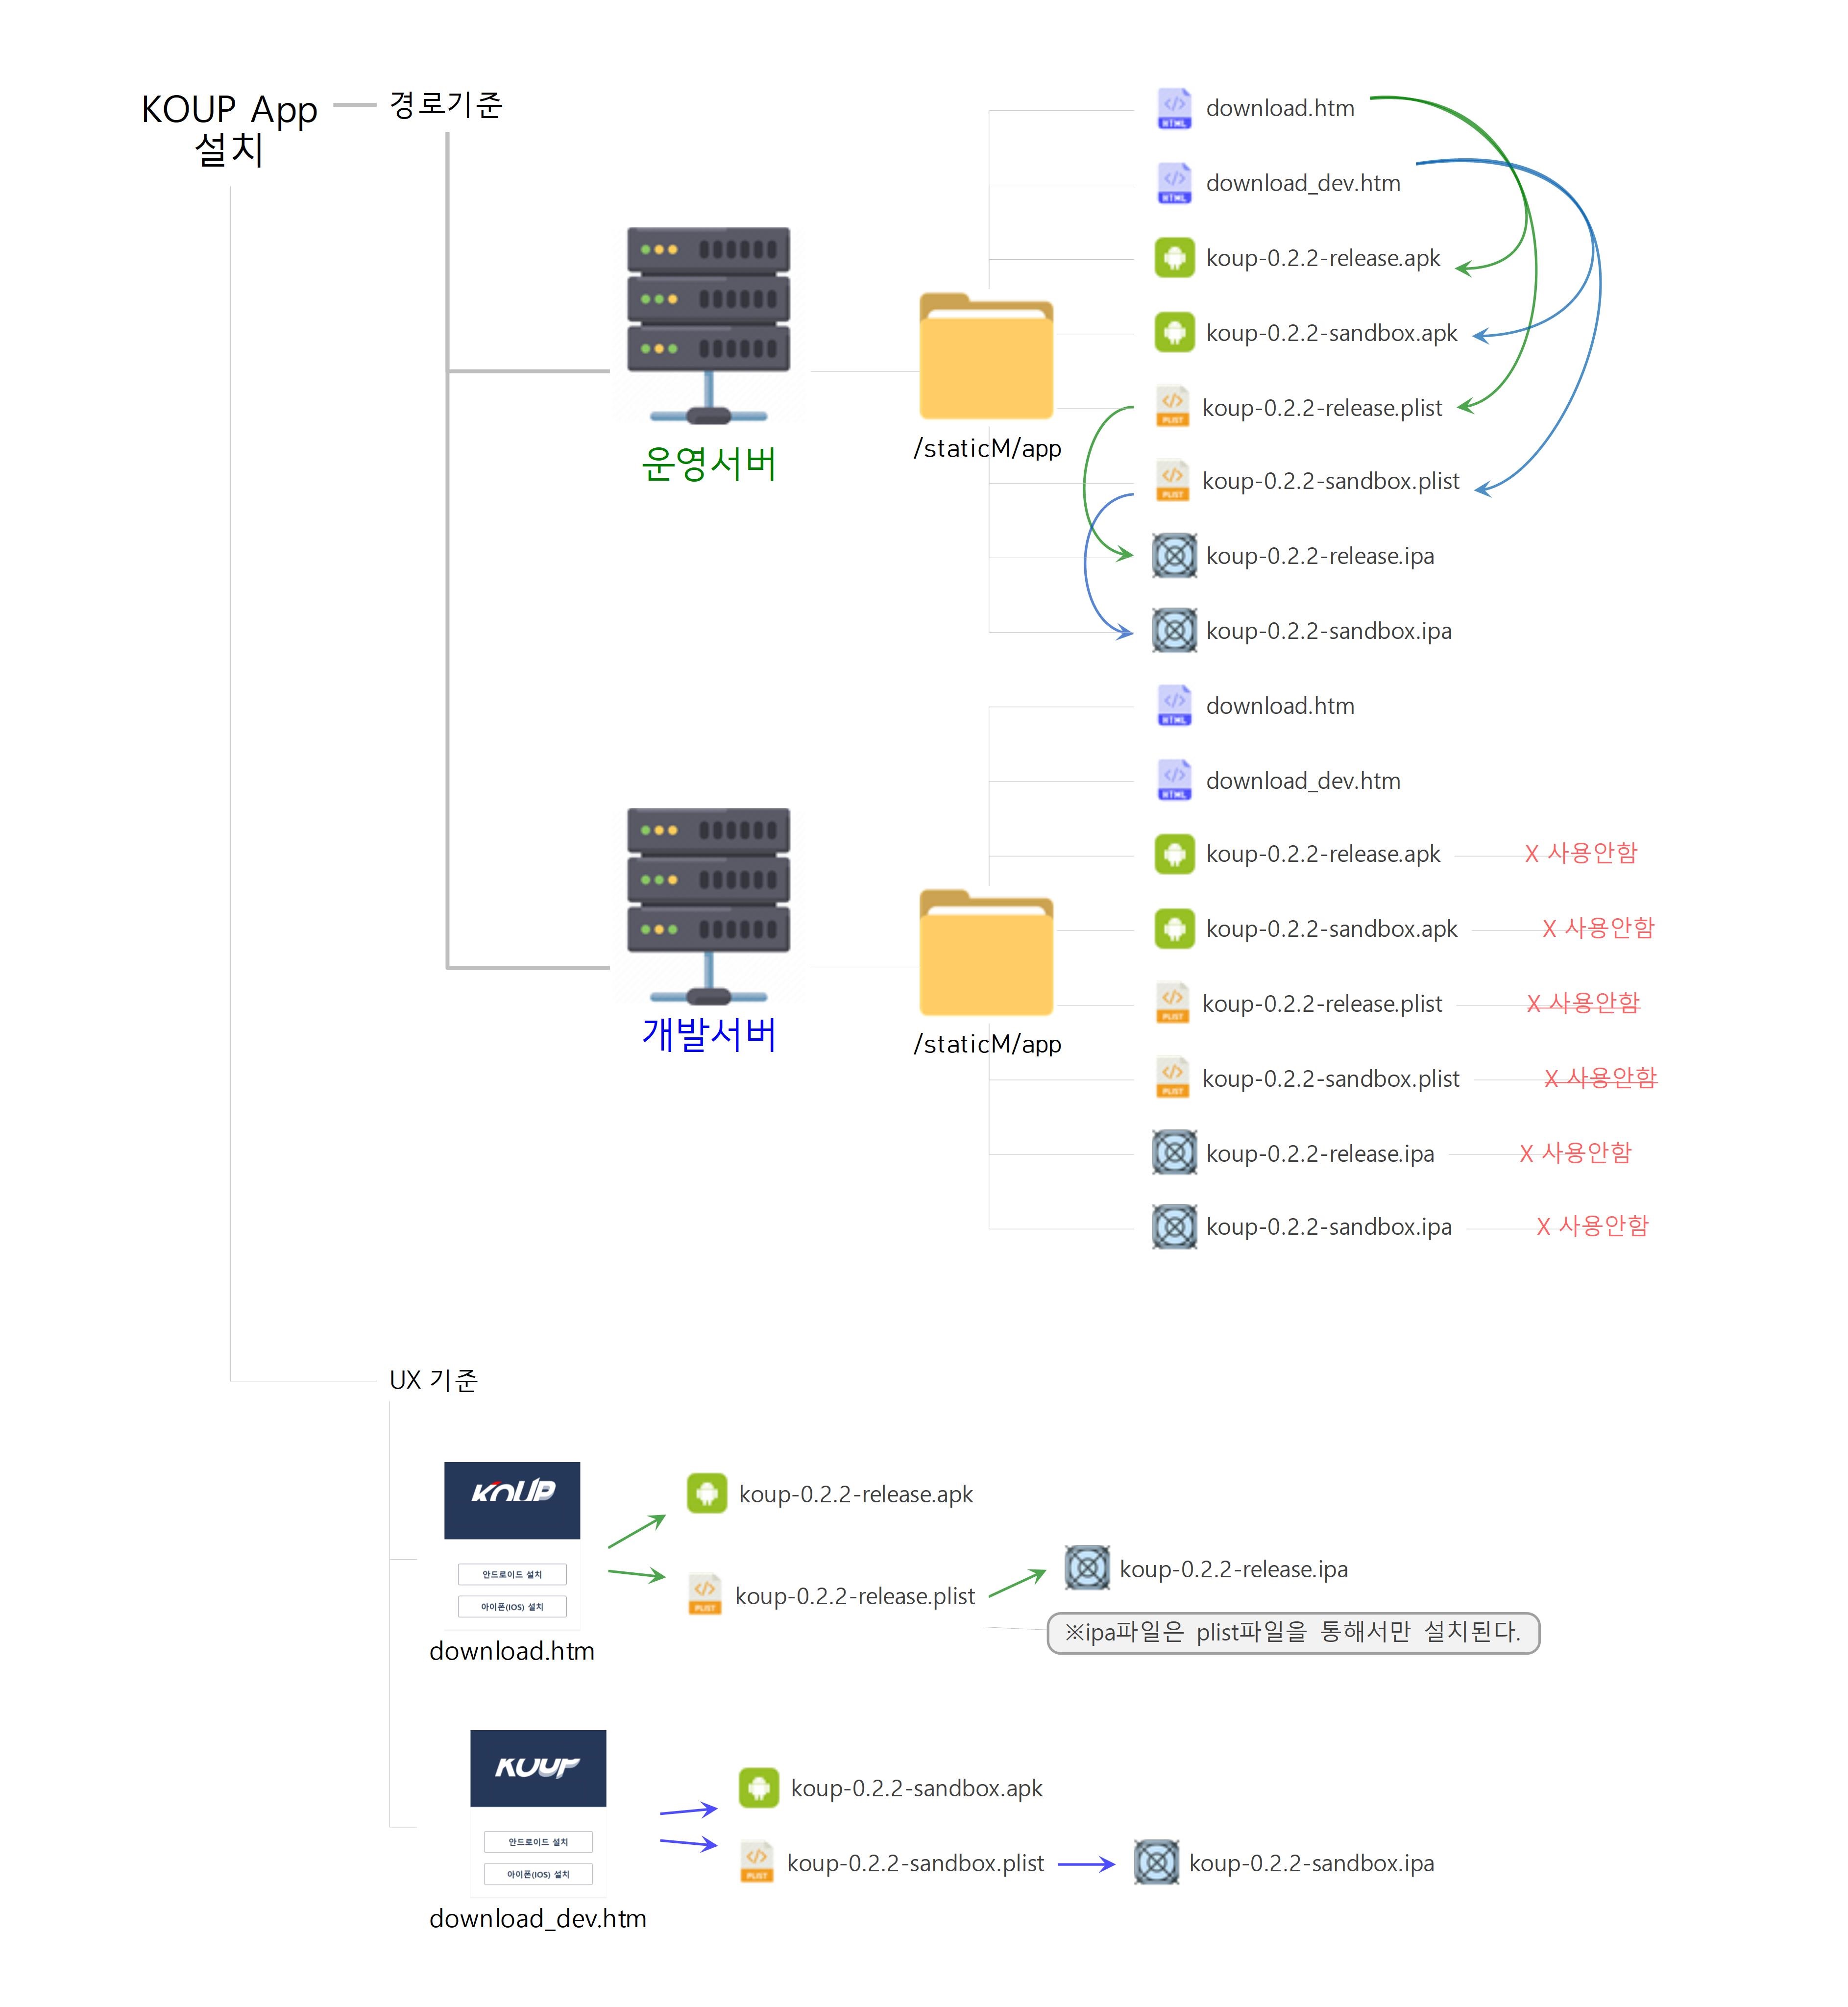 KOUP App
설치
경로기준
운영서버
/staticM/app
download.htm
download_dev.htm
koup-0.2.2-release.apk
koup-0.2.2-sandbox.apk
koup-0.2.2-release.plist
koup-0.2.2-sandbox.plist
koup-0.2.2-release.ipa
koup-0.2.2-sandbox.ipa
HTML
HTML
PLIST
PLIST
개발서버
/staticM/app
download.htm
download_dev.htm
koup-0.2.2-release.apk X 사용안함
koup-0.2.2-sandbox.apk X 사용안함
koup-0.2.2-release.plist X 사용안함
koup-0.2.2-sandbox.plist X 사용안함
koup-0.2.2-release.ipa X 사용안함
koup-0.2.2-sandbox.ipa X 사용안함
HTML
HTML
PLIST
PLIST
UX 기준
KOUP
안드로이드 설치
아이폰(IOS) 설치
download.htm
koup-0.2.2-release.apk
PLIST
koup-0.2.2-release.plist
koup-0.2.2-release.ipa
※ipa파일은 plist파일을 통해서만 설치된다.
KOUP
안드로이드 설치
아이폰(IOS) 설치
download_dev.htm
koup-0.2.2-sandbox.apk
PLIST
koup-0.2.2-sandbox.plist
koup-0.2.2-sandbox.ipa